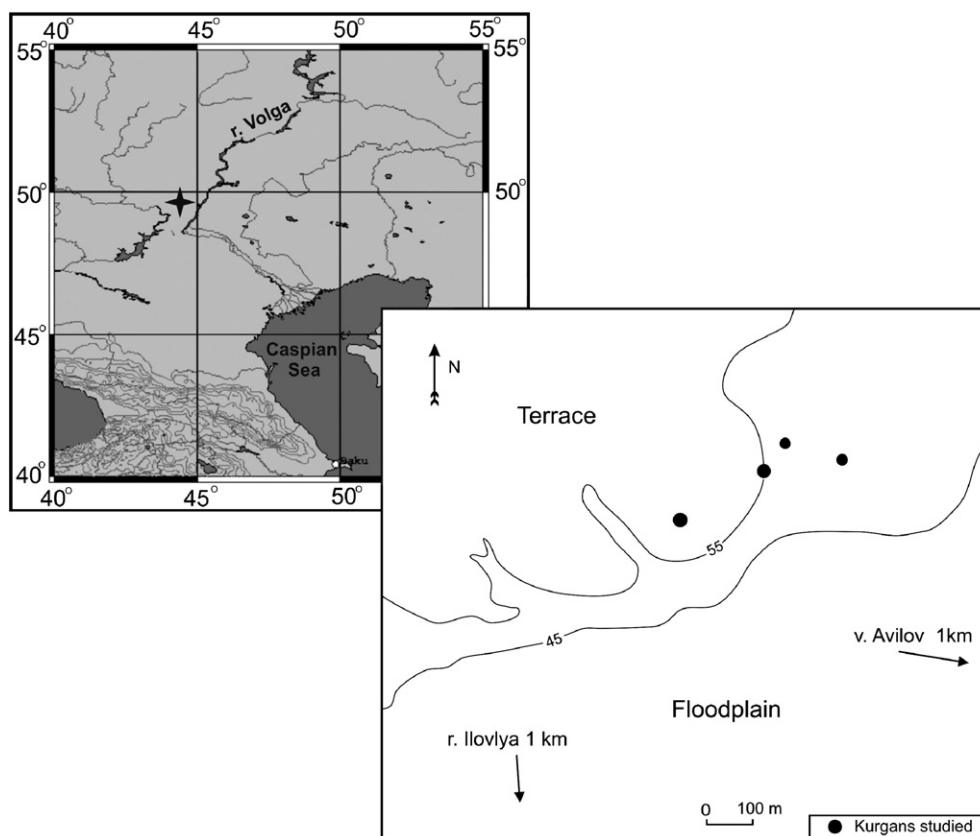 40° 45° 50° 55°
55° 55°
r. Volga
50° 50°
45°
Caspian
Sea
Baku
40°
40° 45° 50°
N
Terrace
55
45
v. Avilov 1km
Floodplain
r. Ilovlya 1 km
0 100 m
Kurgans studied